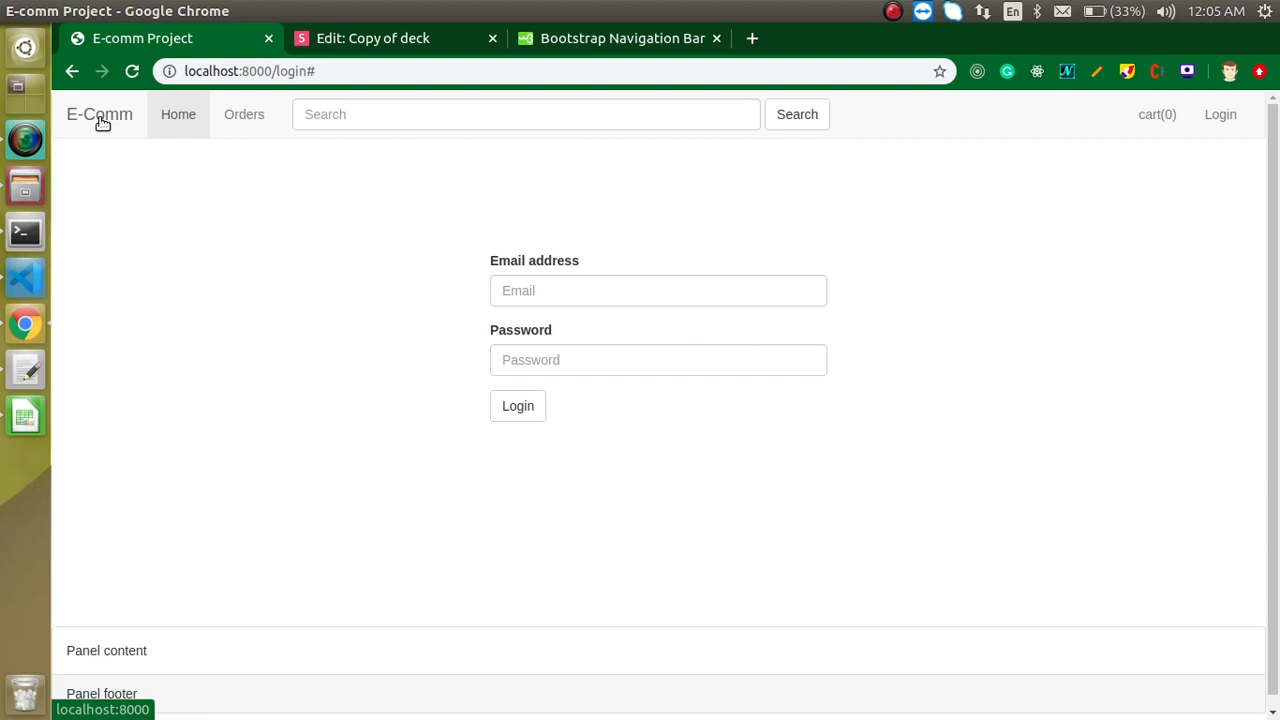 E-comm Project - Google Chrome
En
(33%)
12:05 AM
E-comm Project
Edit: Copy of deck
Bootstrap Navigation Bar
localhost:8000/login#
E-Comm
Home
Orders
Search
Search
cart(0)
Login
Email address
Email
Password
Password
Login
Panel content
Panel footer
localhost:8000